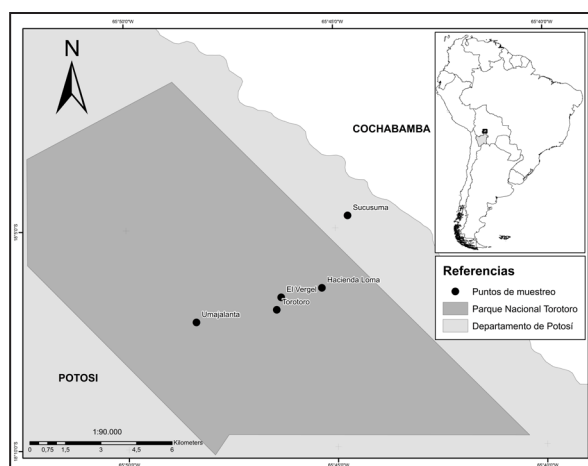 N
COCHABAMBA
Sucusuma
Hacienda Loma
El Vergel
Torotoro
Umajalanta
POTOSI
1:90.000
Kilometers
0 0,75 1,5 3 4,5 6
Referencias
Puntos de muestreo
Parque Nacional Torotoro
Departamento de Potosí